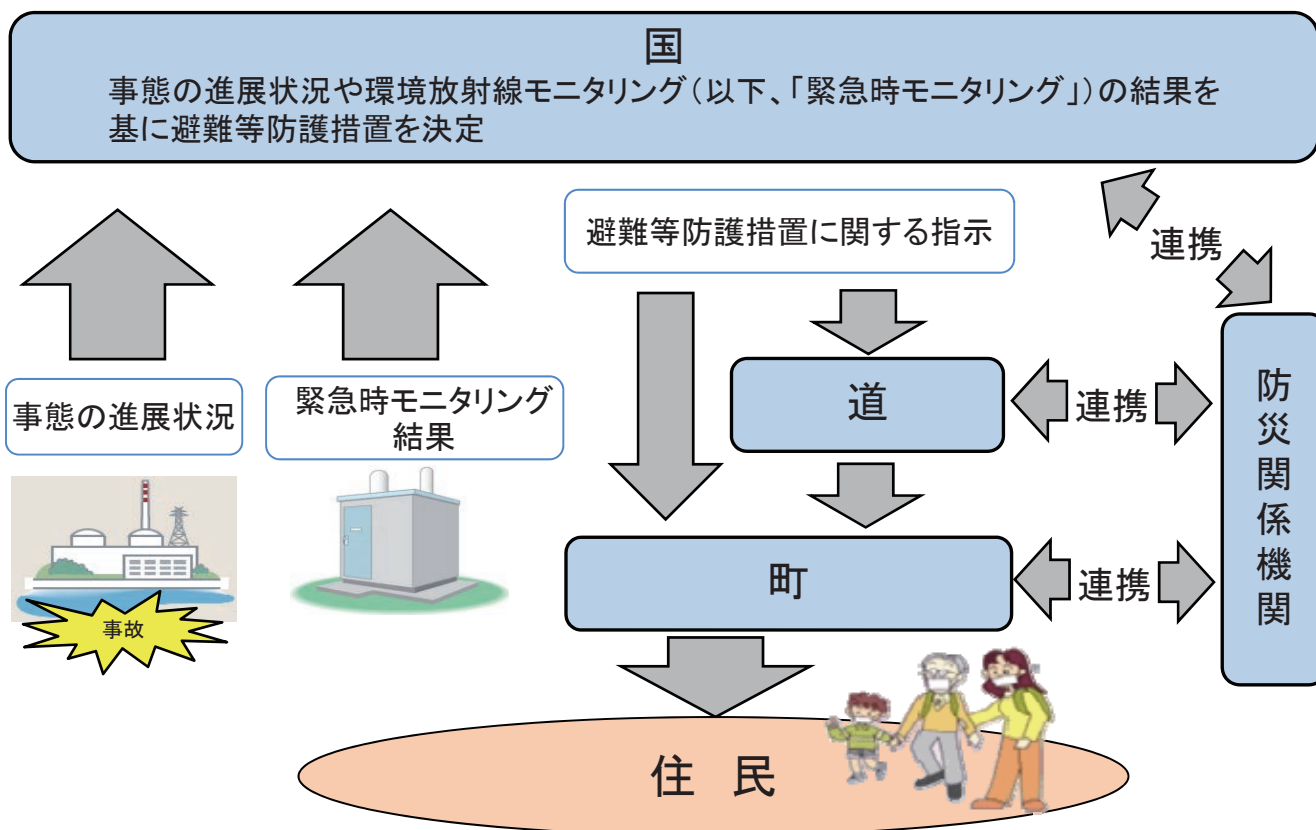 国
事態の進展状況や環境放射線モニタリング(以下、「緊急時モニタリング」)の結果を
基に避難等防護措置を決定
避難等防護措置に関する指示
連携
事態の進展状況
緊急時モニタリング
結果
道
連携
防災関係機関
事故
町
連携
住 民